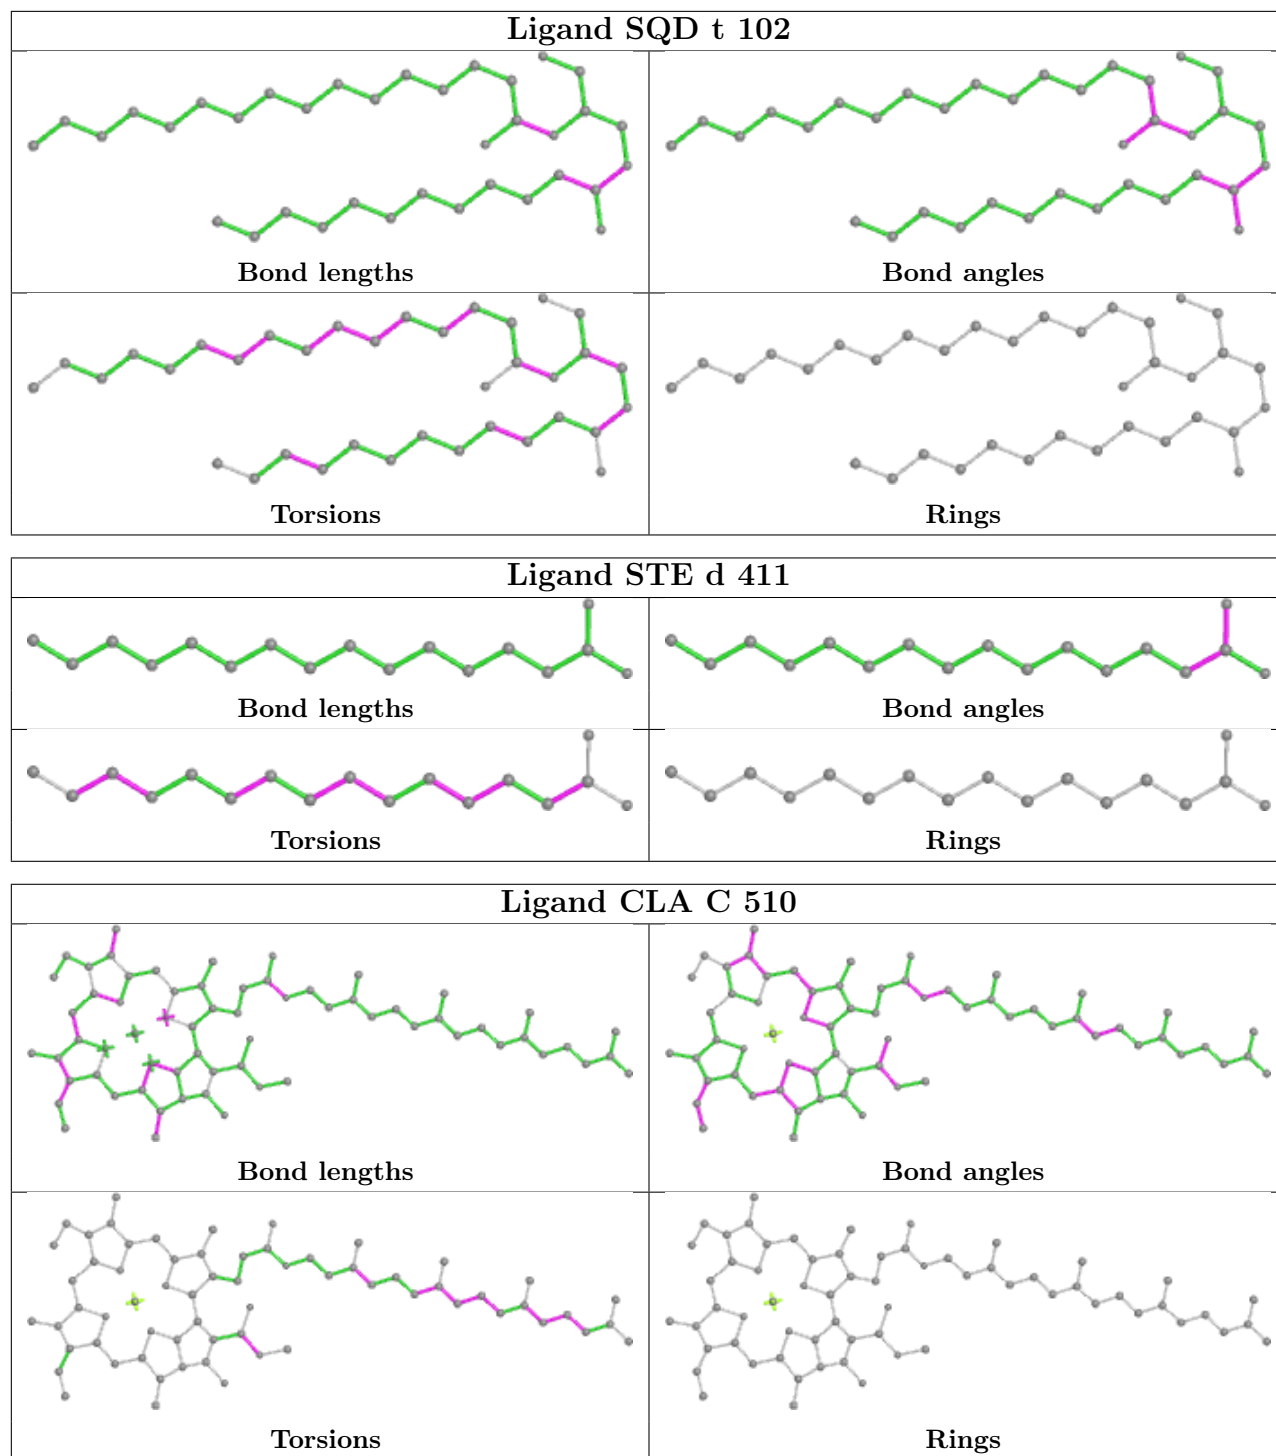 Ligand SQD t 102
Bond lengths
Bond angles
Torsions
Rings
Ligand STE d 411
Bond lengths
Bond angles
Torsions
Rings
Ligand CLA C 510
Bond lengths
Bond angles
Torsions
Rings